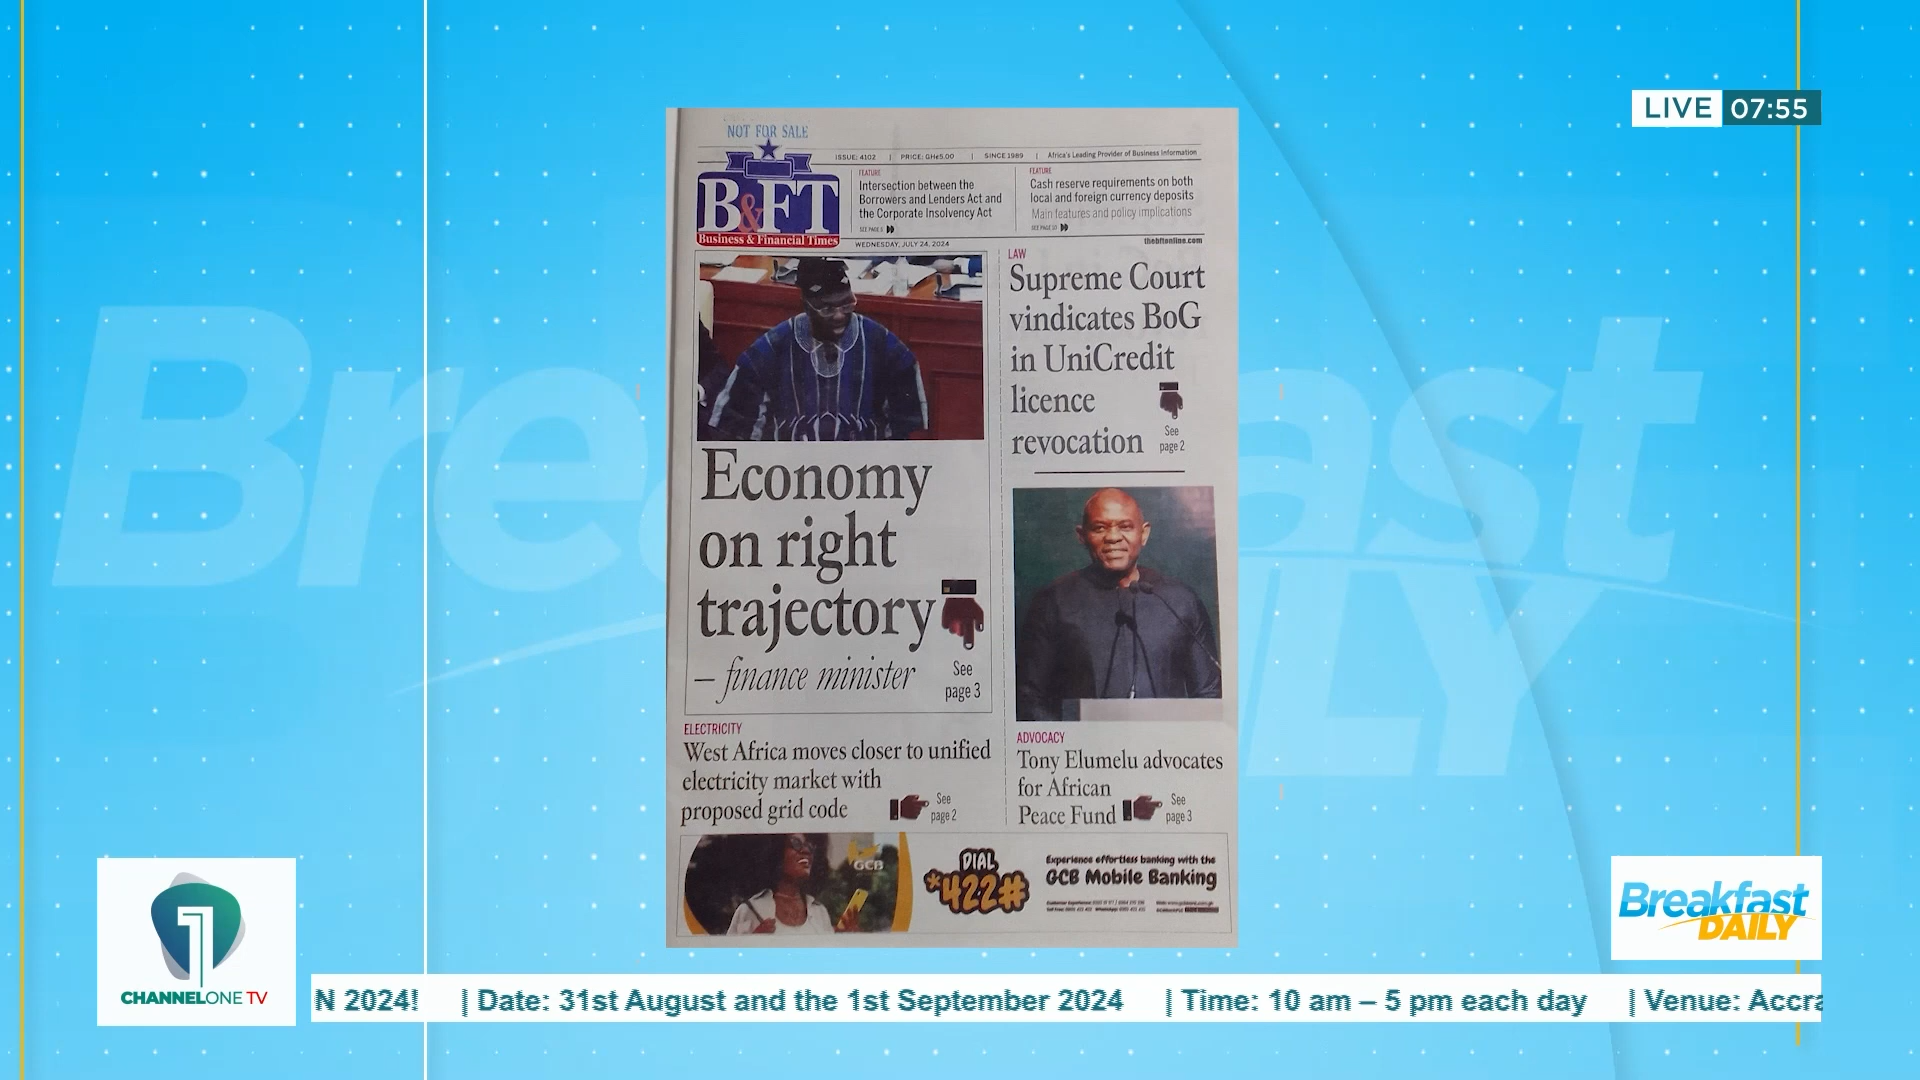 LIVE 07:55
NOT FOR SALE
ISSUE: 4102 | PRICE: GH¢5.00 | SINCE 1989 | Africa's Leading Provider of Business Information
B&FT
Business & Financial Times
FEATURE
Intersection between the
Borrowers and Lenders Act and
the Corporate Insolvency Act
SEE PAGE
FEATURE
Cash reserve requirements on both
local and foreign currency deposits
Main features and policy implications
SEE PAGE
WEDNESDAY, JULY 24, 2024
thebftonline.com
Economy
on right
trajectory
– finance minister
See
page 3
LAW
Supreme Court
vindicates BoG
in UniCredit
licence
revocation
See
page 2
ELECTRICITY
West Africa moves closer to unified
electricity market with
proposed grid code
See
page 2
ADVOCACY
Tony Elumelu advocates
for African
Peace Fund
See
page 3
GCB
DIAL
*422#
Experience effortless banking with the
GCB Mobile Banking
Breakfast
DAILY
1
CHANNELONE TV
Breakfast
DAILY
N 2024! | Date: 31st August and the 1st September 2024 | Time: 10 am – 5 pm each day | Venue: Accra